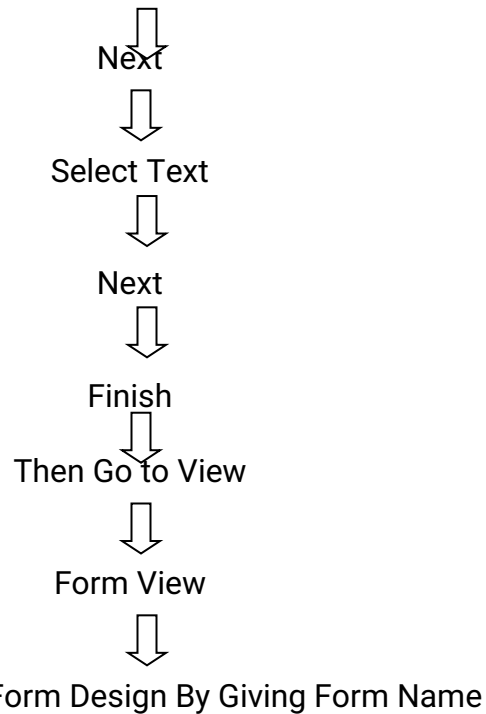 Next
Select Text
Next
Finish
Then Go to View
Form View
Form Design By Giving Form Name